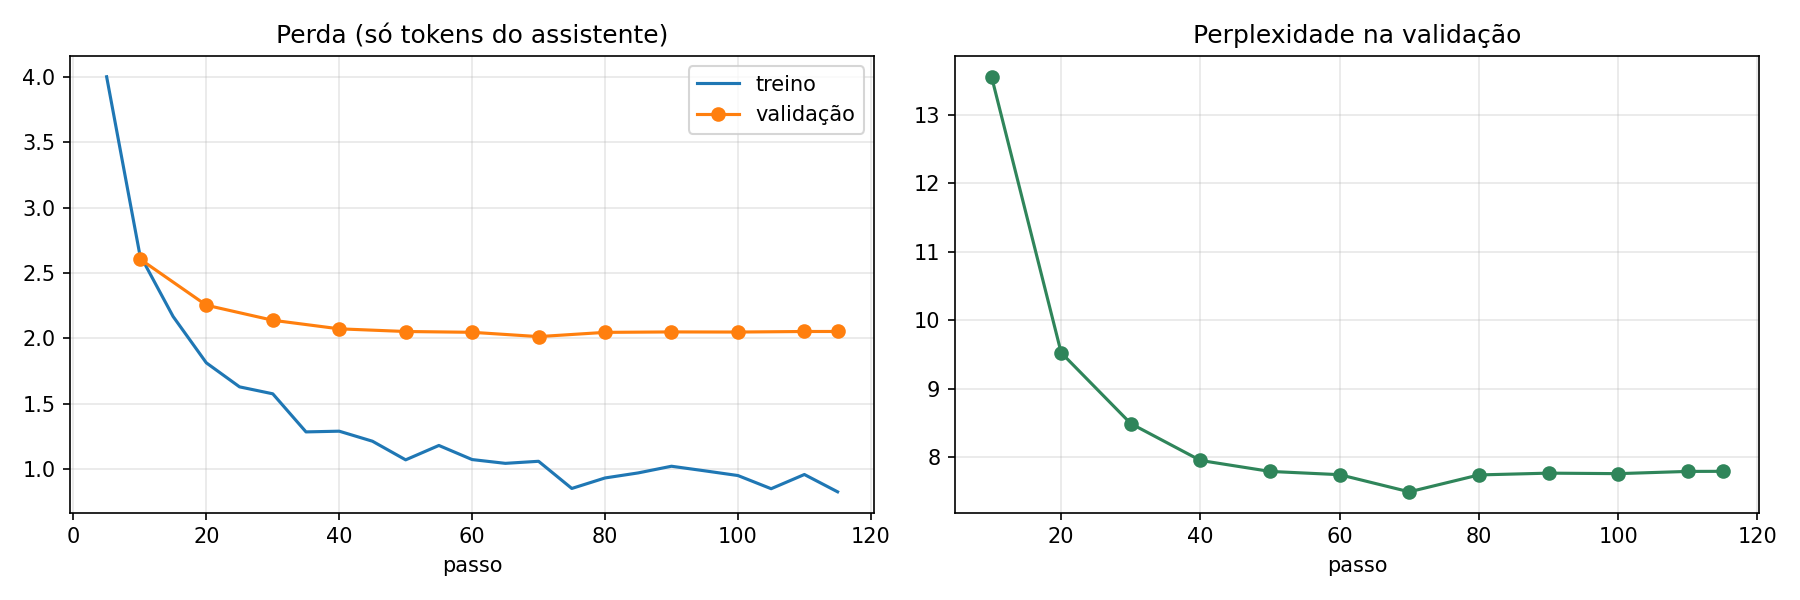 Perda (só tokens do assistente)
4.0
3.5
3.0
2.5
2.0
1.5
1.0
treino
validação
0 20 40 60 80 100 120
passo
Perplexidade na validação
13
12
11
10
9
8
20 40 60 80 100 120
passo